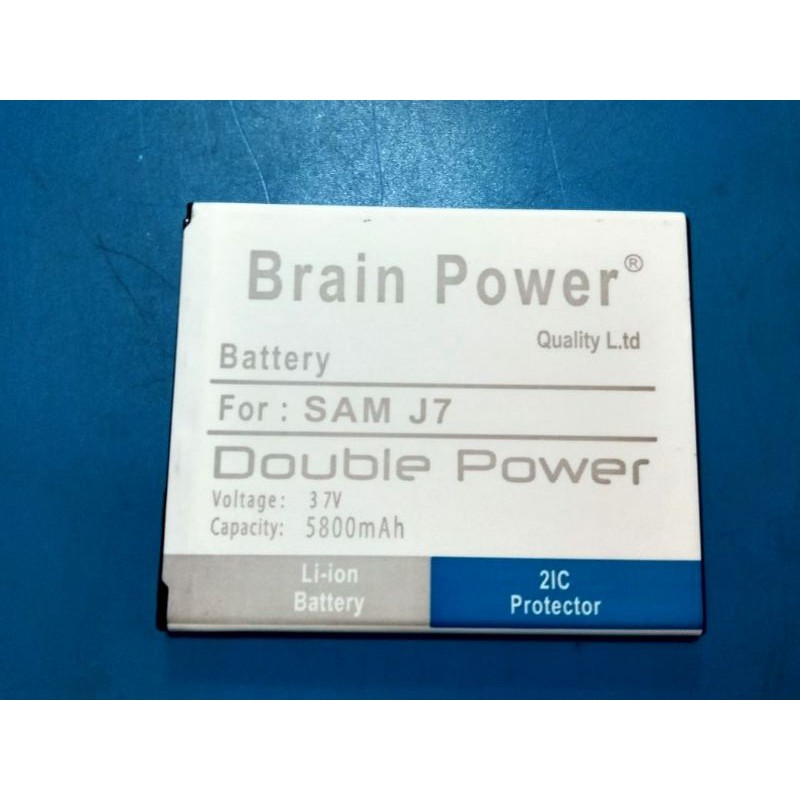 Brain Power®
Quality L.td
Battery
For : SAM J7
Double Power
Voltage: 3 7V
Capacity: 5800mAh
Li-ion
Battery
2IC
Protector